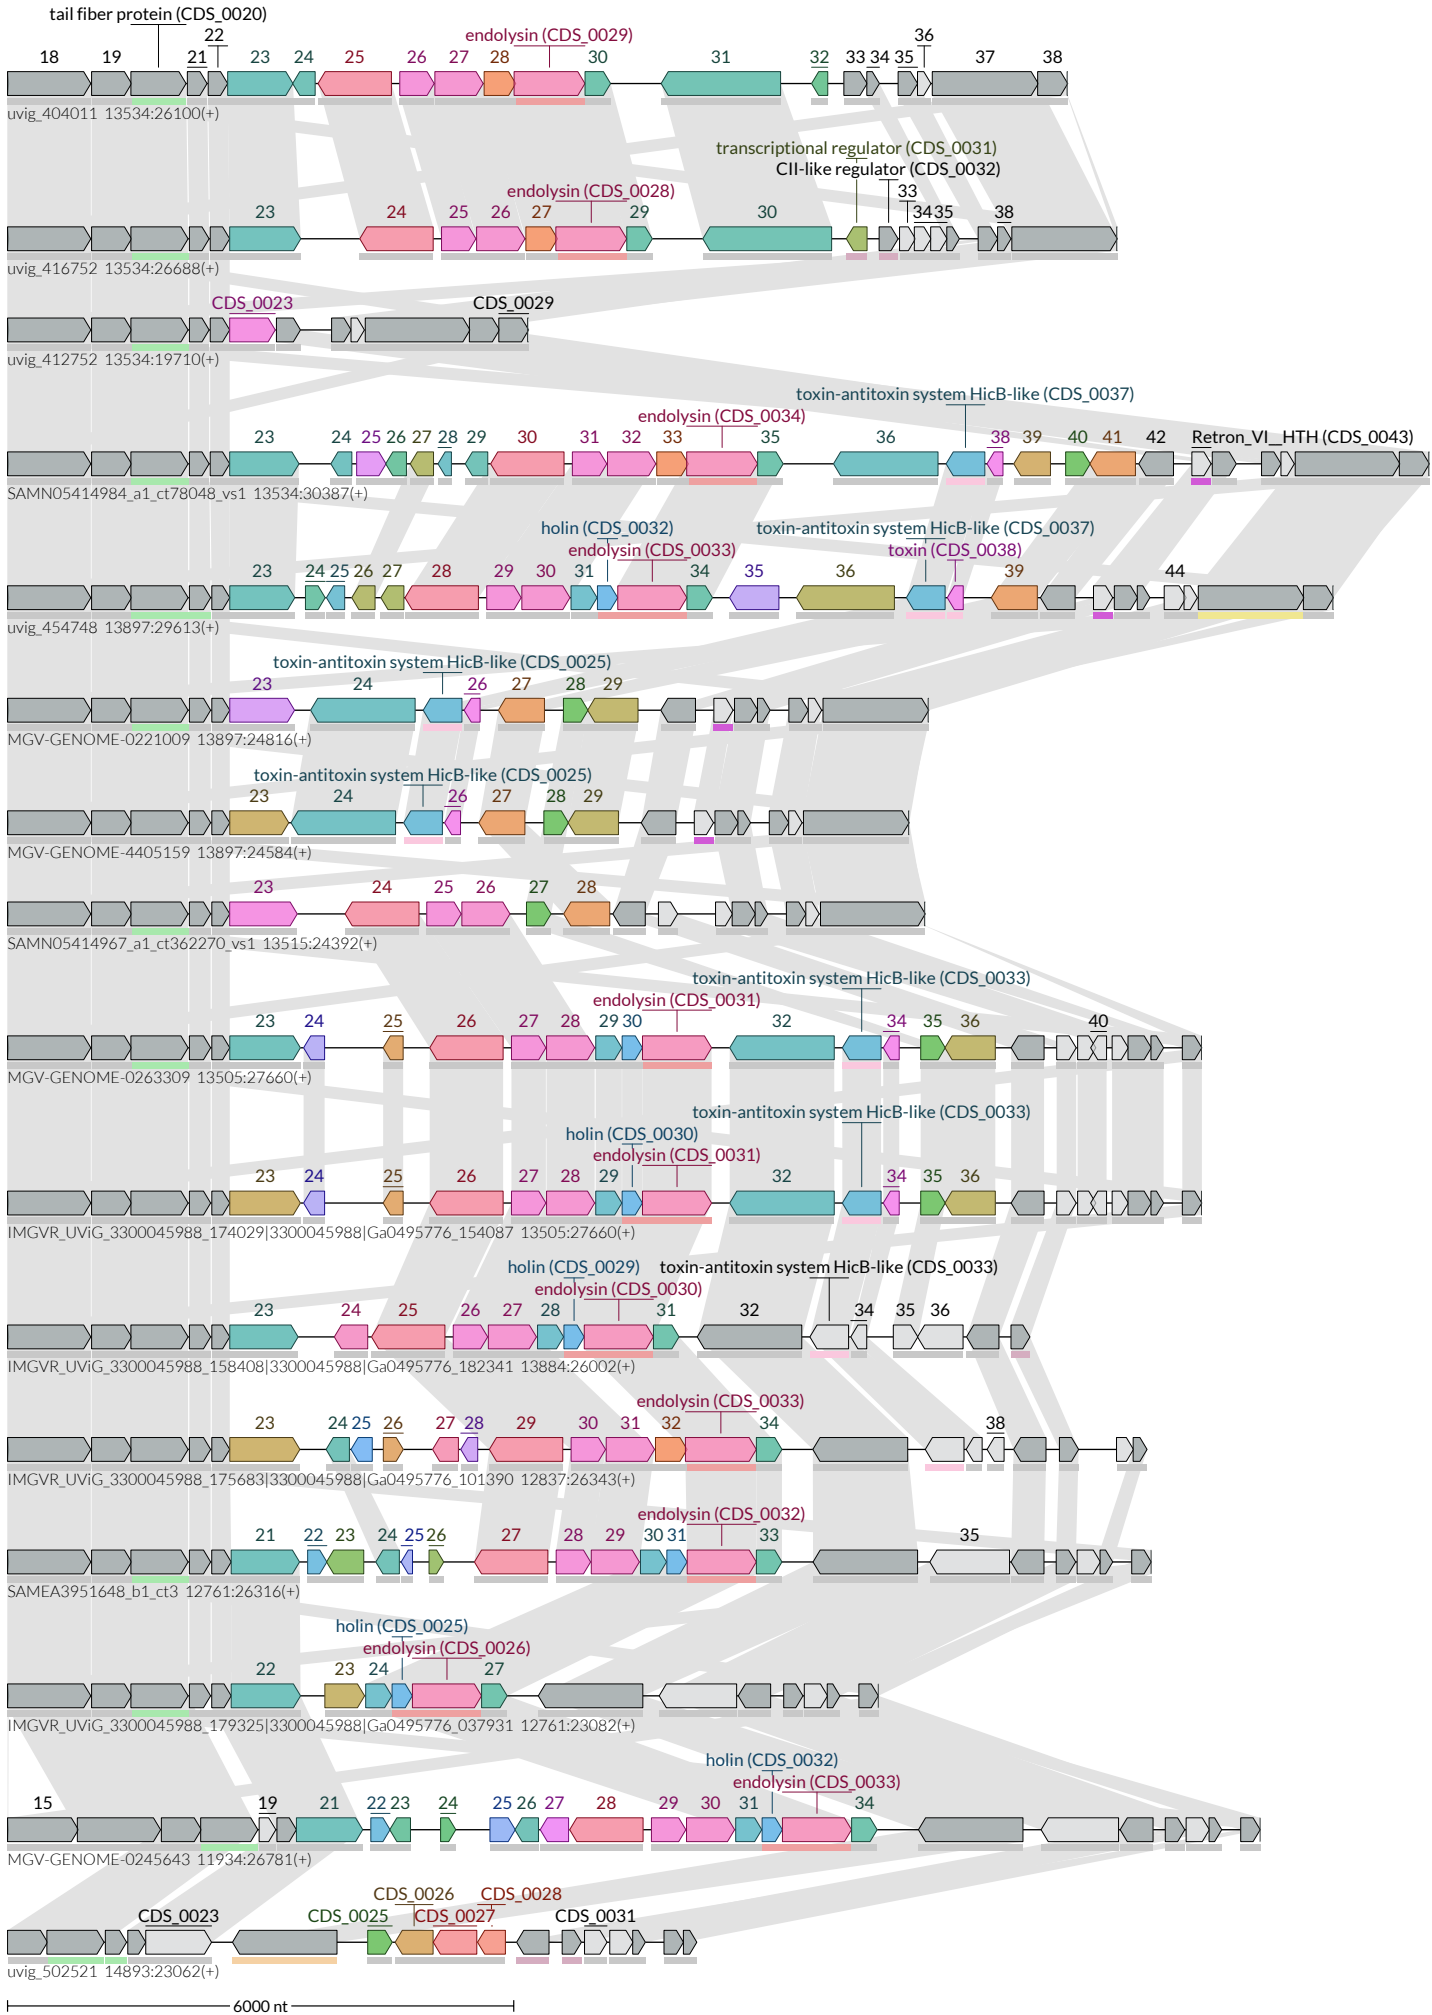 tail fiber protein (CDS_0020)
22 endolysin (CDS_0029) 36
18 19 21 23 24 25 26 27 28 30 31 32 33 34 35 37 38
uvig_404011 13534:26100(+)
transcriptional regulator (CDS_0031)
CII-like regulator (CDS_0032)
endolysin (CDS_0028) 33
23 24 25 26 27 29 30 34 35 38
uvig_416752 13534:26688(+)
CDS_0023 CDS_0029
uvig_412752 13534:19710(+)
toxin-antitoxin system HicB-like (CDS_0037)
endolysin (CDS_0034)
23 24 25 26 27 28 29 30 31 32 33 35 36 38 39 40 41 42 Retron_VI__HTH (CDS_0043)
SAMN05414984_a1_ct78048_vs1 13534:30387(+)
holin (CDS_0032) toxin-antitoxin system HicB-like (CDS_0037)
endolysin (CDS_0033) toxin (CDS_0038)
23 24 25 26 27 28 29 30 31 34 35 36 39 44
uvig_454748 13897:29613(+)
toxin-antitoxin system HicB-like (CDS_0025)
23 24 26 27 28 29
MGV-GENOME-0221009 13897:24816(+)
toxin-antitoxin system HicB-like (CDS_0025)
23 24 26 27 28 29
MGV-GENOME-4405159 13897:24584(+)
23 24 25 26 27 28
SAMN05414967_a1_ct362270_vs1 13515:24392(+)
toxin-antitoxin system HicB-like (CDS_0033)
endolysin (CDS_0031)
23 24 25 26 27 28 29 30 32 34 35 36 40
MGV-GENOME-0263309 13505:27660(+)
toxin-antitoxin system HicB-like (CDS_0033)
holin (CDS_0030)
endolysin (CDS_0031)
23 24 25 26 27 28 29 32 34 35 36
IMGVR_UViG_3300045988_174029|3300045988|Ga0495776_154087 13505:27660(+)
holin (CDS_0029) toxin-antitoxin system HicB-like (CDS_0033)
endolysin (CDS_0030)
23 24 25 26 27 28 31 32 34 35 36
IMGVR_UViG_3300045988_158408|3300045988|Ga0495776_182341 13884:26002(+)
endolysin (CDS_0033)
23 24 25 26 27 28 29 30 31 32 34 38
IMGVR_UViG_3300045988_175683|3300045988|Ga0495776_101390 12837:26343(+)
endolysin (CDS_0032)
21 22 23 24 25 26 27 28 29 30 31 33 35
SAMEA3951648_b1_ct3 12761:26316(+)
holin (CDS_0025)
endolysin (CDS_0026)
22 23 24 27
IMGVR_UViG_3300045988_179325|3300045988|Ga0495776_037931 12761:23082(+)
holin (CDS_0032)
endolysin (CDS_0033)
15 19 21 22 23 24 25 26 27 28 29 30 31 34
MGV-GENOME-0245643 11934:26781(+)
CDS_0026 CDS_0028
CDS_0023 CDS_0025 CDS_0027 CDS_0031
uvig_502521 14893:23062(+)
6000 nt